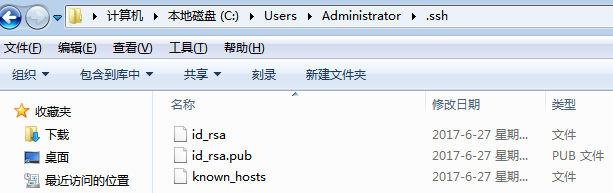 计算机 ▸ 本地磁盘 (C:) ▸ Users ▸ Administrator ▸ .ssh
文件(F) 编辑(E) 查看(V) 工具(T) 帮助(H)
组织 包含到库中 共享 刻录 新建文件夹
收藏夹
下载
桌面
最近访问的位置
名称 修改日期 类型
id_rsa 2017-6-27 星期... 文件
id_rsa.pub 2017-6-27 星期... PUB 文件
known_hosts 2017-6-27 星期... 文件